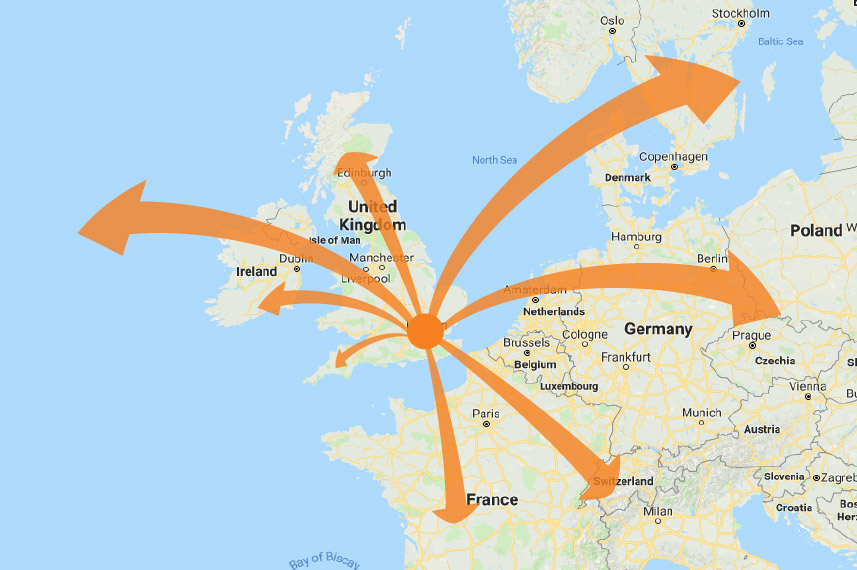 Oslo
Stockholm
Baltic Sea
North Sea
Copenhagen
Denmark
Edinburgh
United
Kingdom
Isle of Man
Dublin
Manchester
Ireland
Liverpool
Hamburg
Poland
Berlin
Amsterdam
Netherlands
Germany
Cologne
Brussels
Belgium
Frankfurt
Prague
Czechia
Luxembourg
Vienna
Paris
Munich
Austria
Switzerland
France
Slovenia
Zagreb
Croatia
Milan
Bay of Biscay